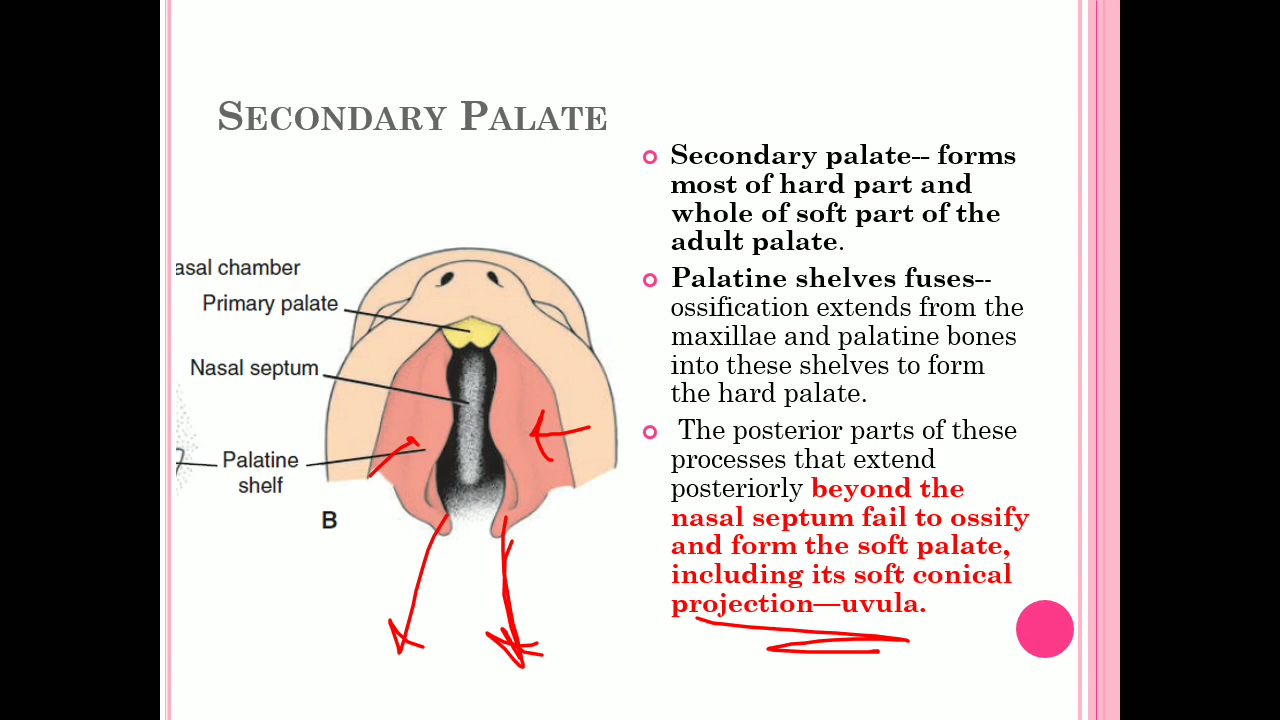 SECONDARY PALATE
Secondary palate-- forms
most of hard part and
whole of soft part of the
adult palate.
Palatine shelves fuses--
ossification extends from the
maxillae and palatine bones
into these shelves to form
the hard palate.
The posterior parts of these
processes that extend
posteriorly beyond the
nasal septum fail to ossify
and form the soft palate,
including its soft conical
projection—uvula.
asal chamber
Primary palate
Nasal septum
Palatine
shelf
B